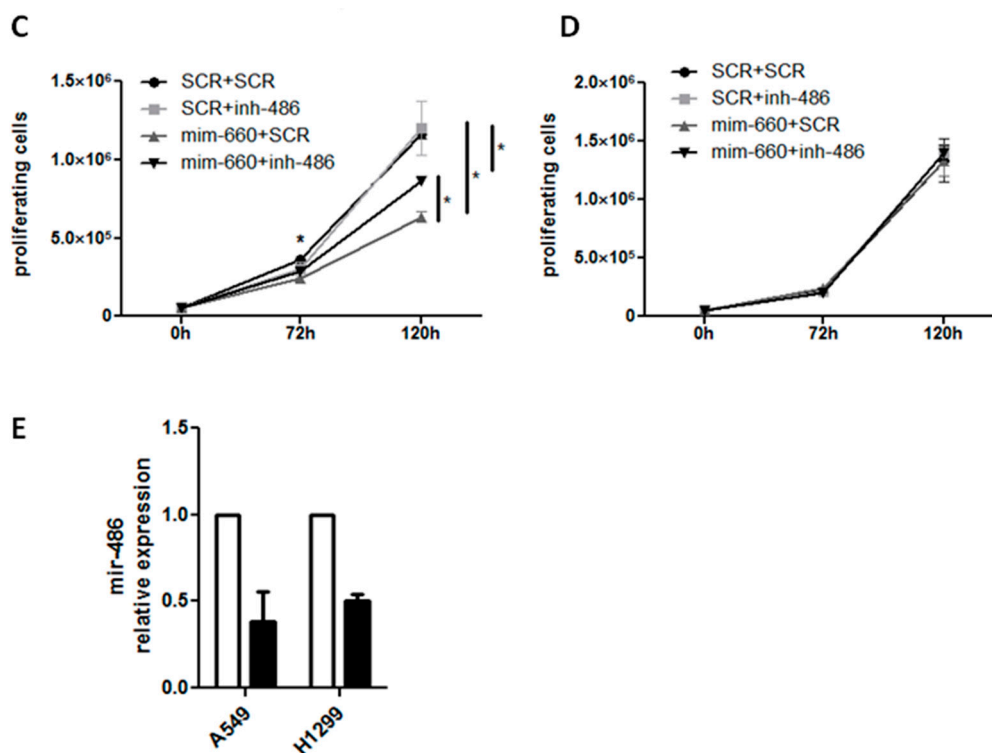 C
1.5×10⁶
1.0×10⁶
5.0×10⁵
0
proliferating cells
SCR+SCR
SCR+inh-486
mim-660+SCR
mim-660+inh-486
*
*
*
*
0h 72h 120h
D
2.0×10⁶
1.5×10⁶
1.0×10⁶
5.0×10⁵
0
proliferating cells
SCR+SCR
SCR+inh-486
mim-660+SCR
mim-660+inh-486
0h 72h 120h
E
mir-486
relative expression
1.5
1.0
0.5
0.0
A549 H1299